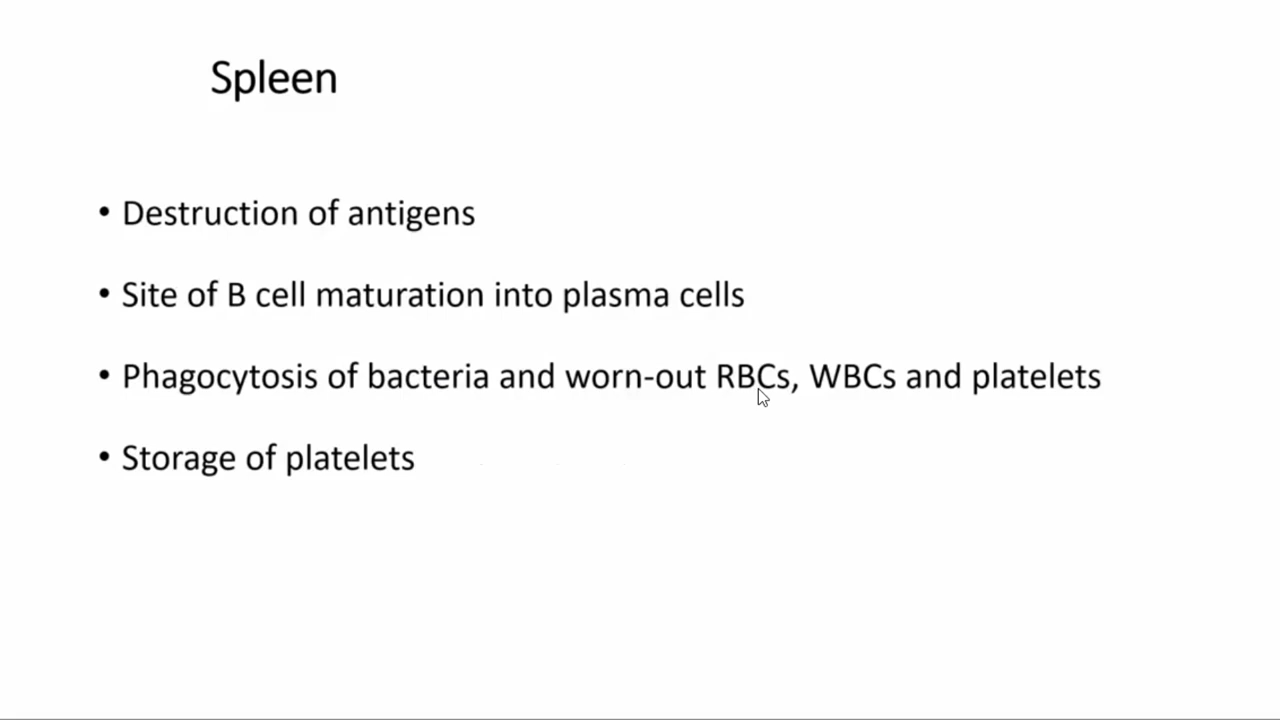 Spleen
• Destruction of antigens
• Site of B cell maturation into plasma cells
• Phagocytosis of bacteria and worn-out RBCs, WBCs and platelets
• Storage of platelets